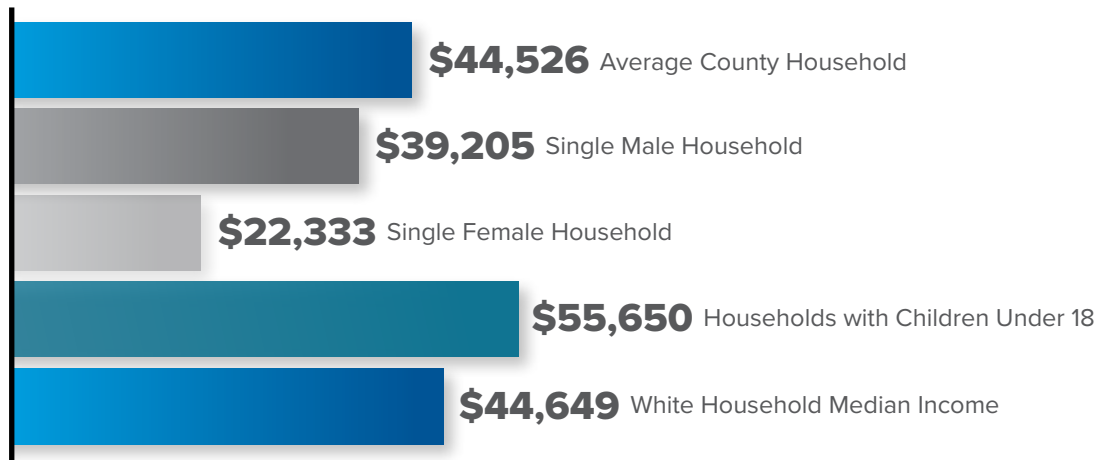 $44,526 Average County Household
$39,205 Single Male Household
$22,333 Single Female Household
$55,650 Households with Children Under 18
$44,649 White Household Median Income